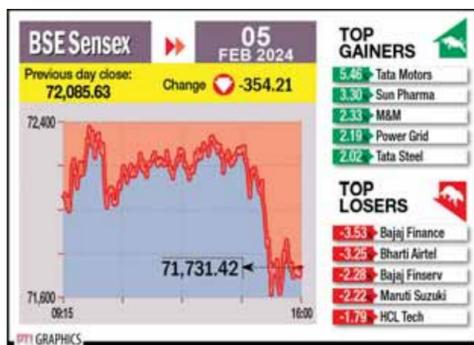 BSE Sensex
05
FEB 2024
Previous day close:
72,085.63
Change -354.21
72,400
71,731.42
71,600
09:15
16:00
PTI GRAPHICS
TOP
GAINERS
5.46 Tata Motors
3.30 Sun Pharma
2.33 M&M
2.19 Power Grid
2.02 Tata Steel
TOP
LOSERS
-3.53 Bajaj Finance
-3.25 Bharti Airtel
-2.28 Bajaj Finserv
-2.22 Maruti Suzuki
-1.79 HCL Tech